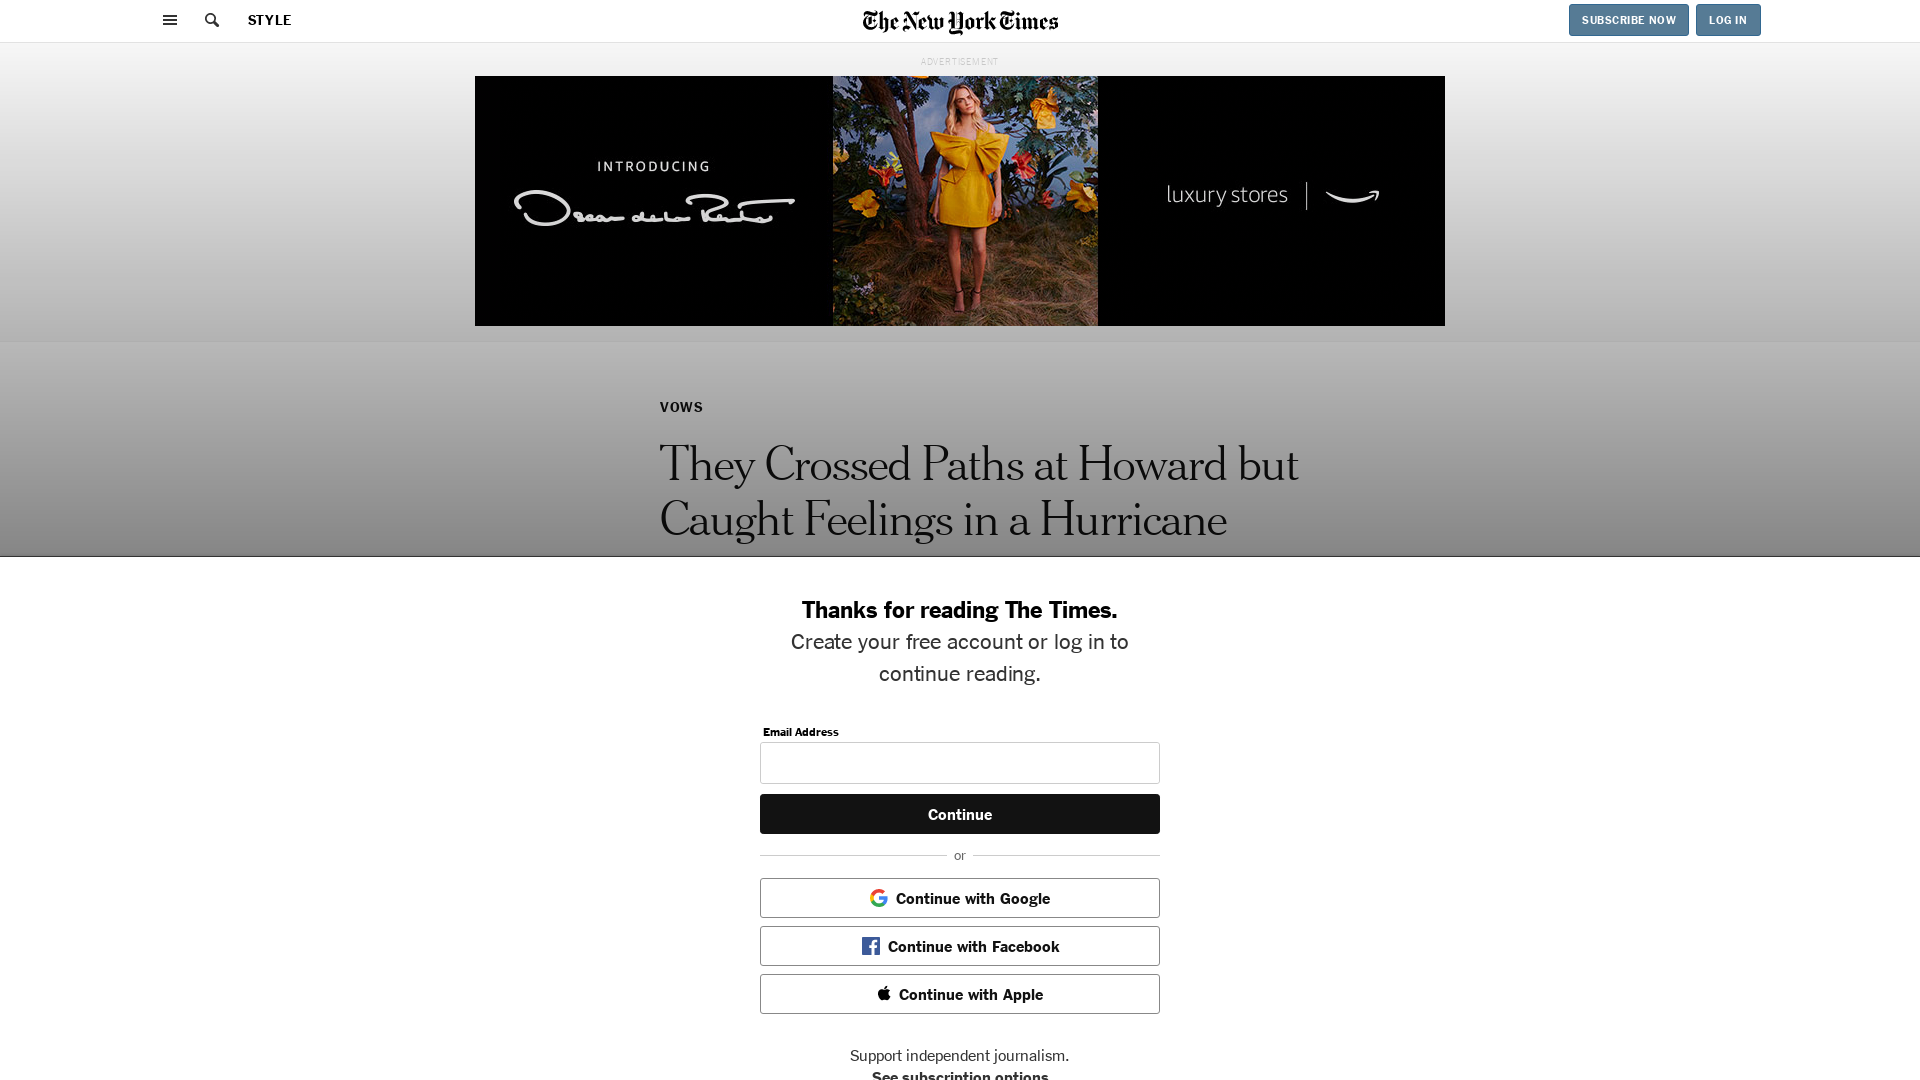 STYLE
The New York Times
SUBSCRIBE NOW
LOG IN
ADVERTISEMENT
INTRODUCING
Oscar de la Renta
luxury stores
VOWS
They Crossed Paths at Howard but
Caught Feelings in a Hurricane
Thanks for reading The Times.
Create your free account or log in to
continue reading.
Email Address
Continue
or
Continue with Google
Continue with Facebook
Continue with Apple
Support independent journalism.
See subscription options